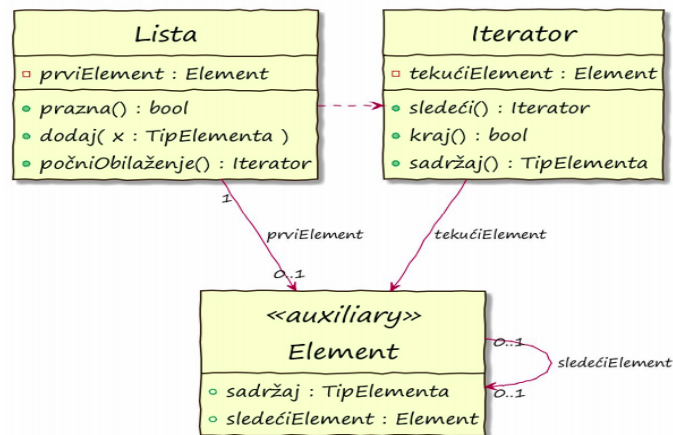 Lista
prviElement : Element
prazna() : bool
dodaj( x : TipElementa )
počniObilaženje() : Iterator
Iterator
tekućiElement : Element
sledeći() : Iterator
kraj() : bool
sadržaj() : TipElementa
1
prviElement
0..1
tekućiElement
«auxiliary»
Element
sadržaj : TipElementa
sledećiElement : Element
0..1
sledećiElement
0..1